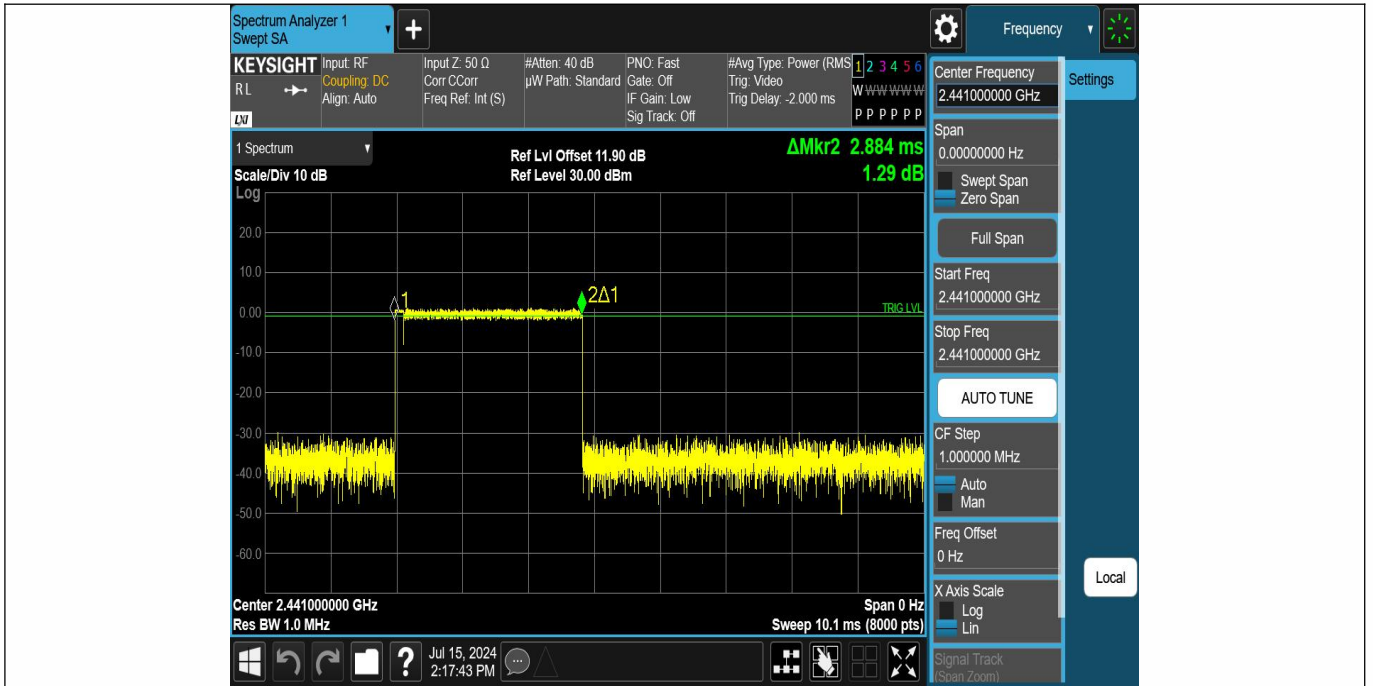 Spectrum Analyzer 1
Swept SA
+
Frequency
KEYSIGHT
RL
LXI
Input: RF
Coupling: DC
Align: Auto
Input Z: 50 Ω
Corr CCorr
Freq Ref: Int (S)
#Atten: 40 dB
µW Path: Standard
PNO: Fast
Gate: Off
IF Gain: Low
Sig Track: Off
#Avg Type: Power (RMS
Trig: Video
Trig Delay: -2.000 ms
1 2 3 4 5 6
W W W W W W
P P P P P P
1 Spectrum
Scale/Div 10 dB
Ref Lvl Offset 11.90 dB
Ref Level 30.00 dBm
ΔMkr2 2.884 ms
1.29 dB
Log
20.0
10.0
0.00
-10.0
-20.0
-30.0
-40.0
-50.0
-60.0
1
2Δ1
TRIG LVL
Center 2.441000000 GHz
Res BW 1.0 MHz
Span 0 Hz
Sweep 10.1 ms (8000 pts)
Center Frequency
2.441000000 GHz
Settings
Span
0.00000000 Hz
Swept Span
Zero Span
Full Span
Start Freq
2.441000000 GHz
Stop Freq
2.441000000 GHz
AUTO TUNE
CF Step
1.000000 MHz
Auto
Man
Freq Offset
0 Hz
Local
X Axis Scale
Log
Lin
Signal Track
(Span Zoom)
?
Jul 15, 2024
2:17:43 PM